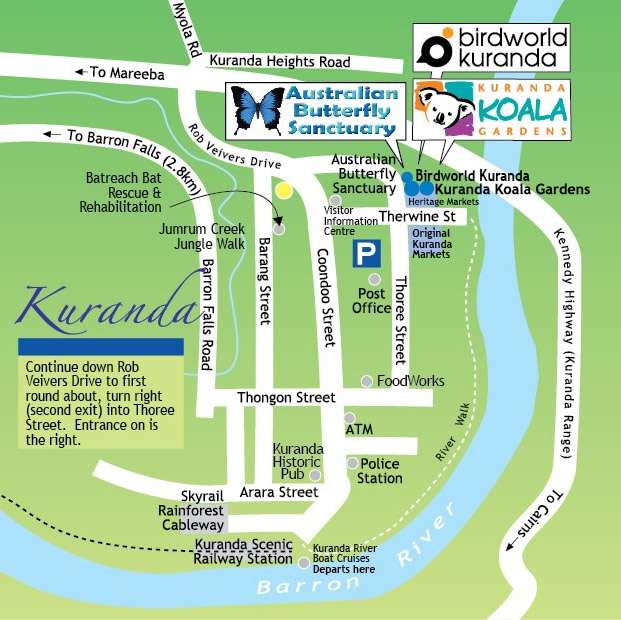 Myola Rd
Kuranda Heights Road
To Mareeba
birdworld
kuranda
Australian
Butterfly
Sanctuary
KURANDA
KOALA
GARDENS
To Barron Falls (2.8km)
Rob Veivers Drive
Australian
Butterfly
Sanctuary
Birdworld Kuranda
Kuranda Koala Gardens
Heritage Markets
Batreach Bat
Rescue &
Rehabilitation
Visitor
Information
Centre
Therwine St
Jumrum Creek
Jungle Walk
Original
Kuranda
Markets
P
Barron Falls Road
Barang Street
Coondoo Street
Thoree Street
Kennedy Highway (Kuranda Range)
Post
Office
Kuranda
Continue down Rob
Veivers Drive to first
round about, turn right
(second exit) into Thoree
Street. Entrance on is
the right.
FoodWorks
Thongon Street
ATM
River Walk
Kuranda
Historic
Pub
Police
Station
Arara Street
Skyrail
Rainforest
Cableway
To Cairns
Kuranda Scenic
Railway Station
Kuranda River
Boat Cruises
Departs here
Barron River